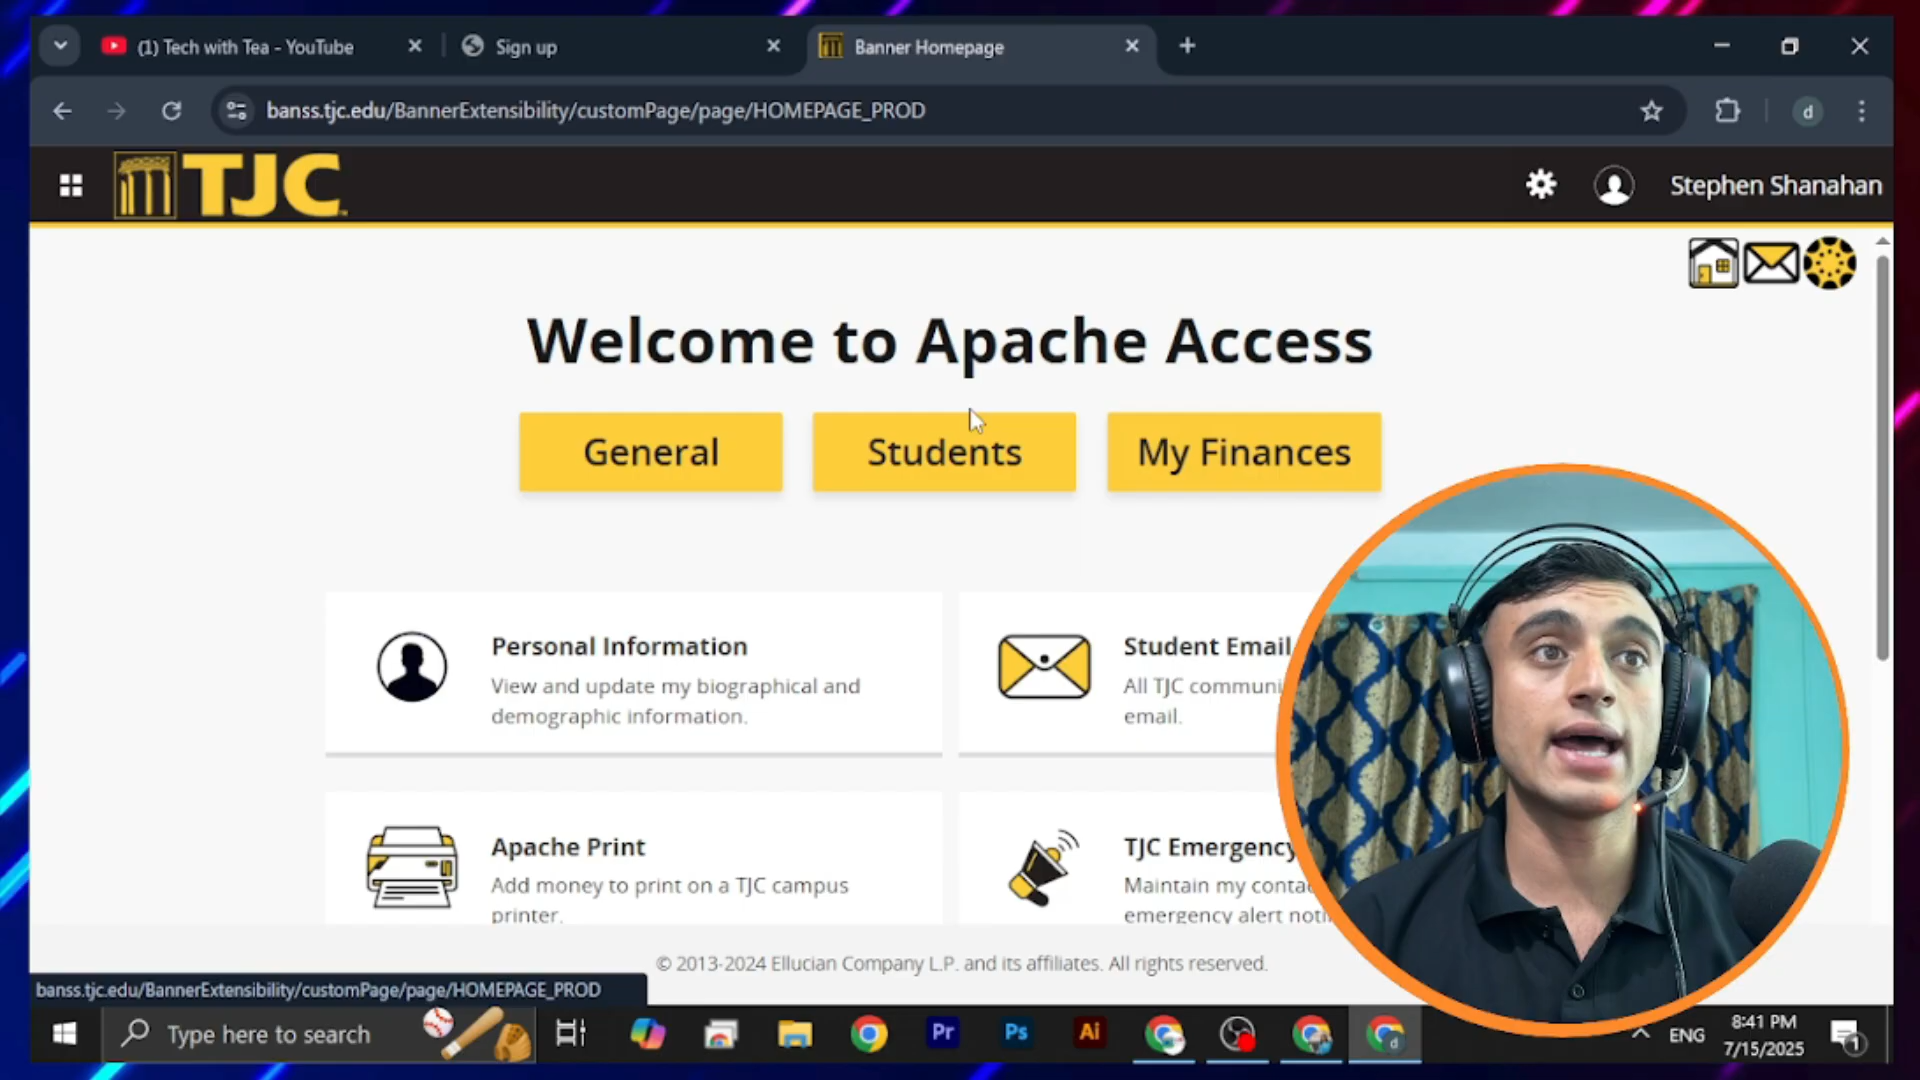 (1) Tech with Tea - YouTube
Sign up
Banner Homepage
banss.tjc.edu/BannerExtensibility/customPage/page/HOMEPAGE_PROD
d
TJC
Stephen Shanahan
Welcome to Apache Access
General
Students
My Finances
Personal Information
View and update my biographical and
demographic information.
Student Email
All TJC communi
email.
Apache Print
Add money to print on a TJC campus
printer.
TJC Emergency
Maintain my conta
emergency alert noti
© 2013-2024 Ellucian Company L.P. and its affiliates. All rights reserved.
banss.tjc.edu/BannerExtensibility/customPage/page/HOMEPAGE_PROD
Type here to search
Pr
Ps
Ai
d
ENG
8:41 PM
7/15/2025
1